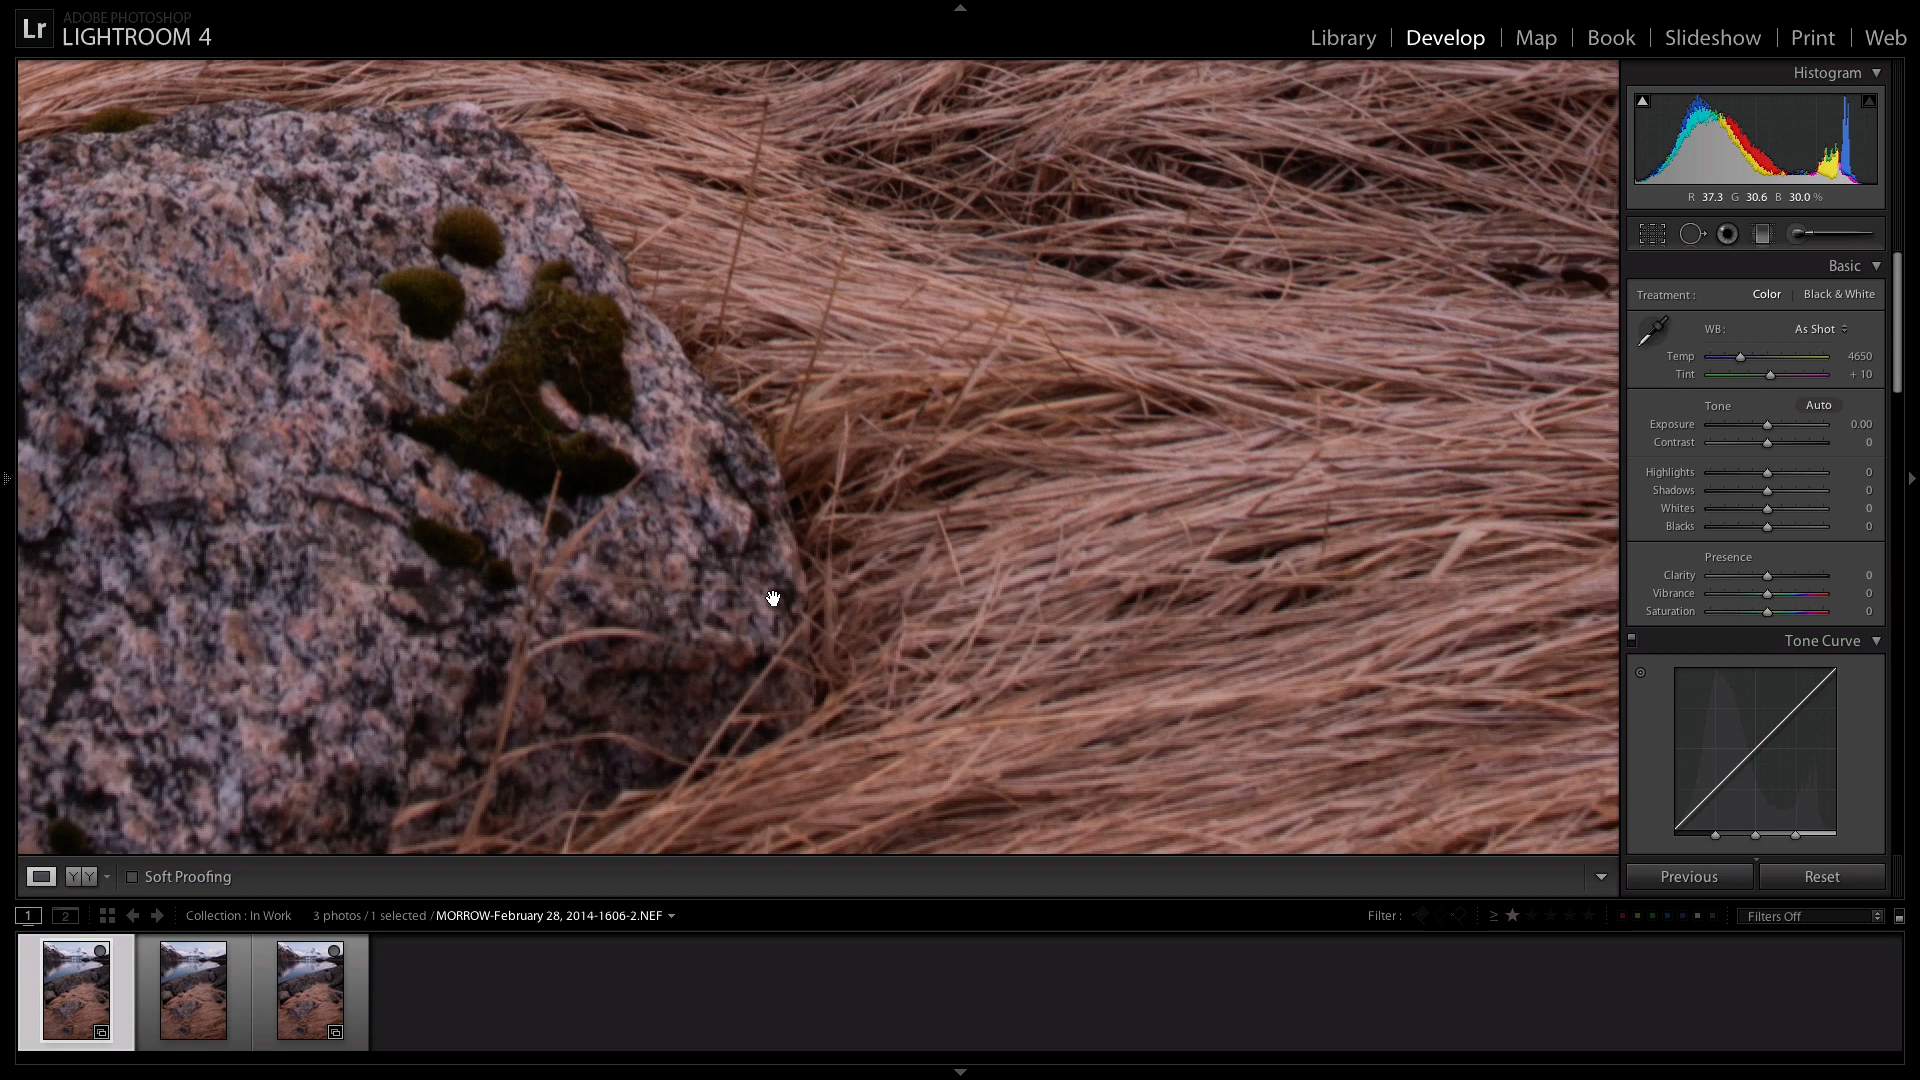 Lr ADOBE PHOTOSHOP
LIGHTROOM 4
Library | Develop | Map | Book | Slideshow | Print | Web
Histogram
R 37.3 G 30.6 B 30.0 %
Basic
Treatment : Color | Black & White
WB : As Shot
Temp 4650
Tint + 10
Tone Auto
Exposure 0.00
Contrast 0
Highlights 0
Shadows 0
Whites 0
Blacks 0
Presence
Clarity 0
Vibrance 0
Saturation 0
Tone Curve
Y Y Soft Proofing
Previous Reset
1 2 Collection : In Work 3 photos / 1 selected / MORROW-February 28, 2014-1606-2.NEF Filter : ≥ ★ Filters Off